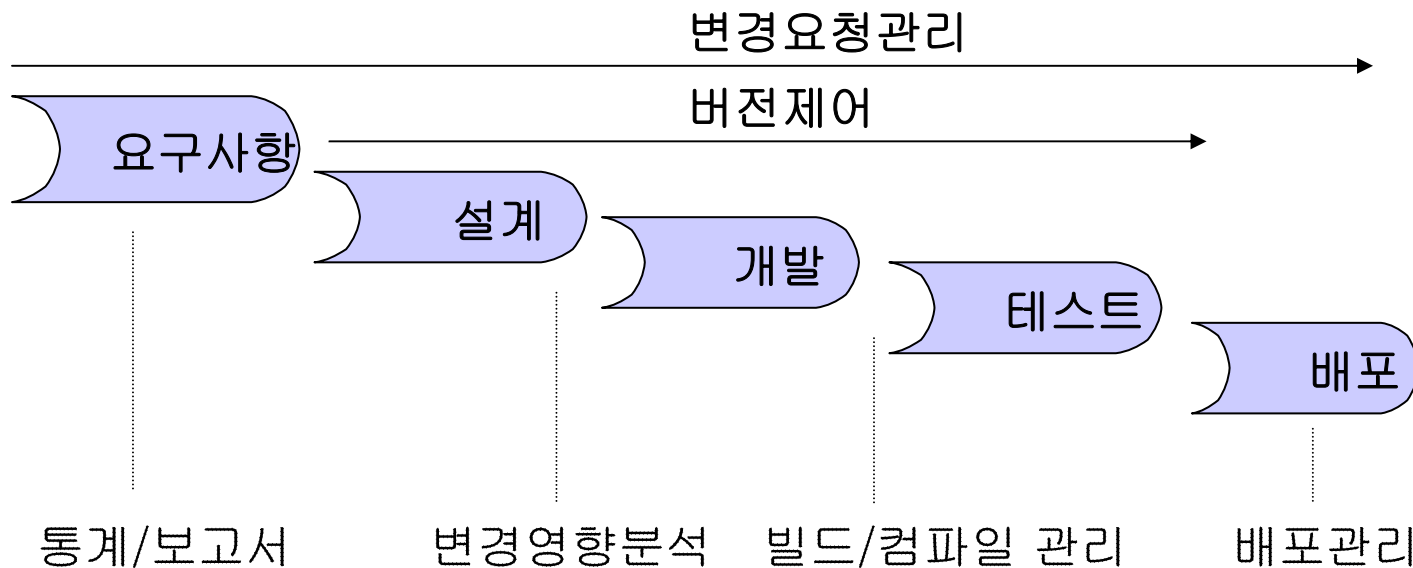 변경요청관리
버전제어
요구사항
설계
개발
테스트
배포
통계/보고서
변경영향분석
빌드/컴파일 관리
배포관리